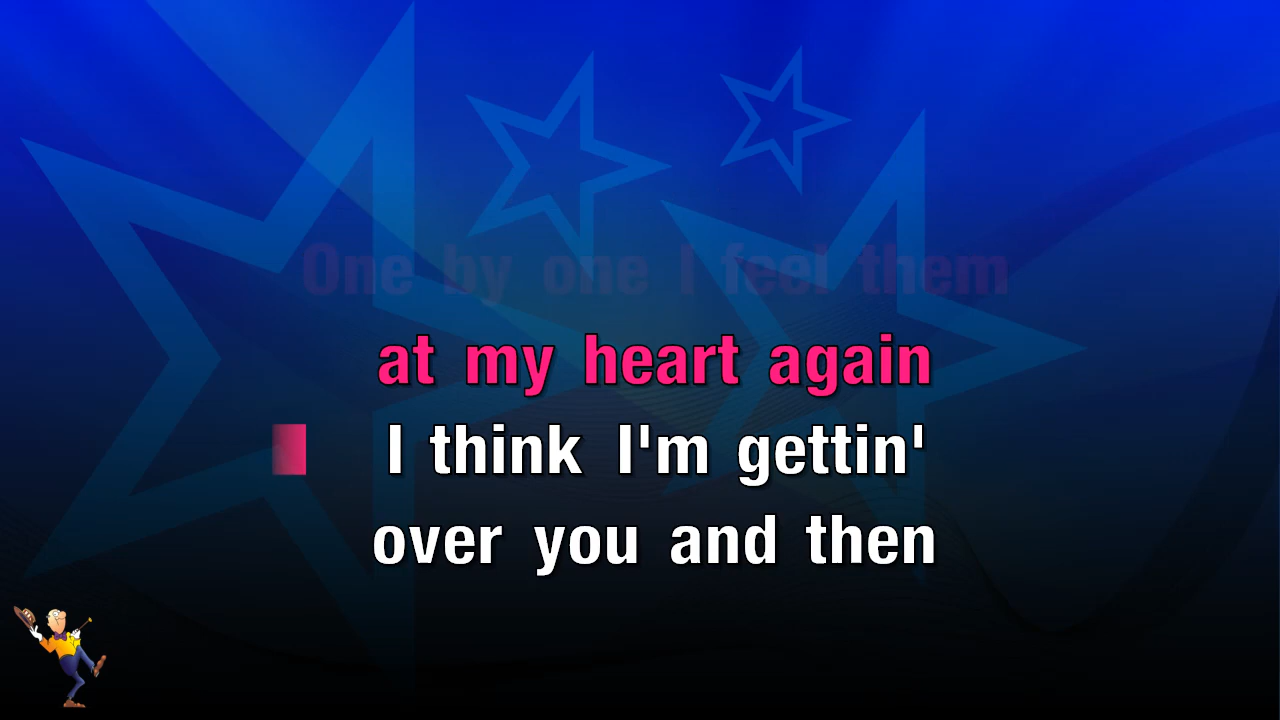 One by one I feel them
at my heart again
I think I'm gettin'
over you and then